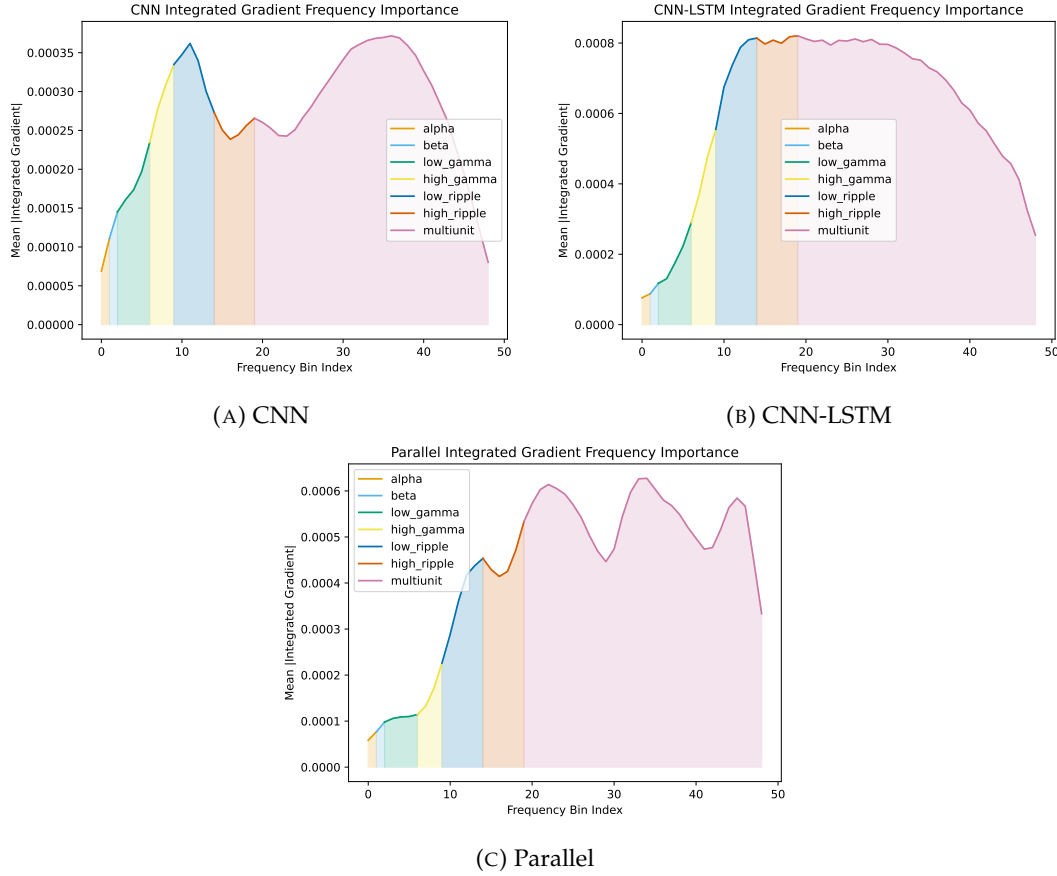 CNN Integrated Gradient Frequency Importance
Mean |Integrated Gradient|
0.00035
0.00030
0.00025
0.00020
0.00015
0.00010
0.00005
0.00000
alpha
beta
low_gamma
high_gamma
low_ripple
high_ripple
multiunit
0 10 20 30 40 50
Frequency Bin Index
(A) CNN
CNN-LSTM Integrated Gradient Frequency Importance
Mean |Integrated Gradient|
0.0008
0.0006
0.0004
0.0002
0.0000
alpha
beta
low_gamma
high_gamma
low_ripple
high_ripple
multiunit
0 10 20 30 40 50
Frequency Bin Index
(B) CNN-LSTM
Parallel Integrated Gradient Frequency Importance
Mean |Integrated Gradient|
0.0006
0.0005
0.0004
0.0003
0.0002
0.0001
0.0000
alpha
beta
low_gamma
high_gamma
low_ripple
high_ripple
multiunit
0 10 20 30 40 50
Frequency Bin Index
(C) Parallel